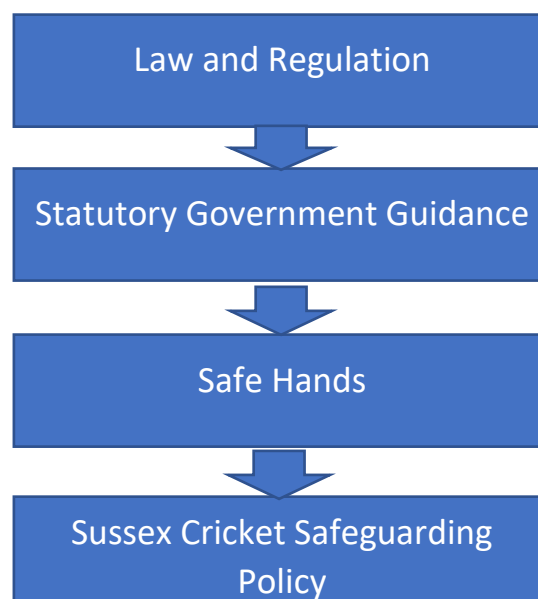 Law and Regulation
Statutory Government Guidance
Safe Hands
Sussex Cricket Safeguarding
Policy